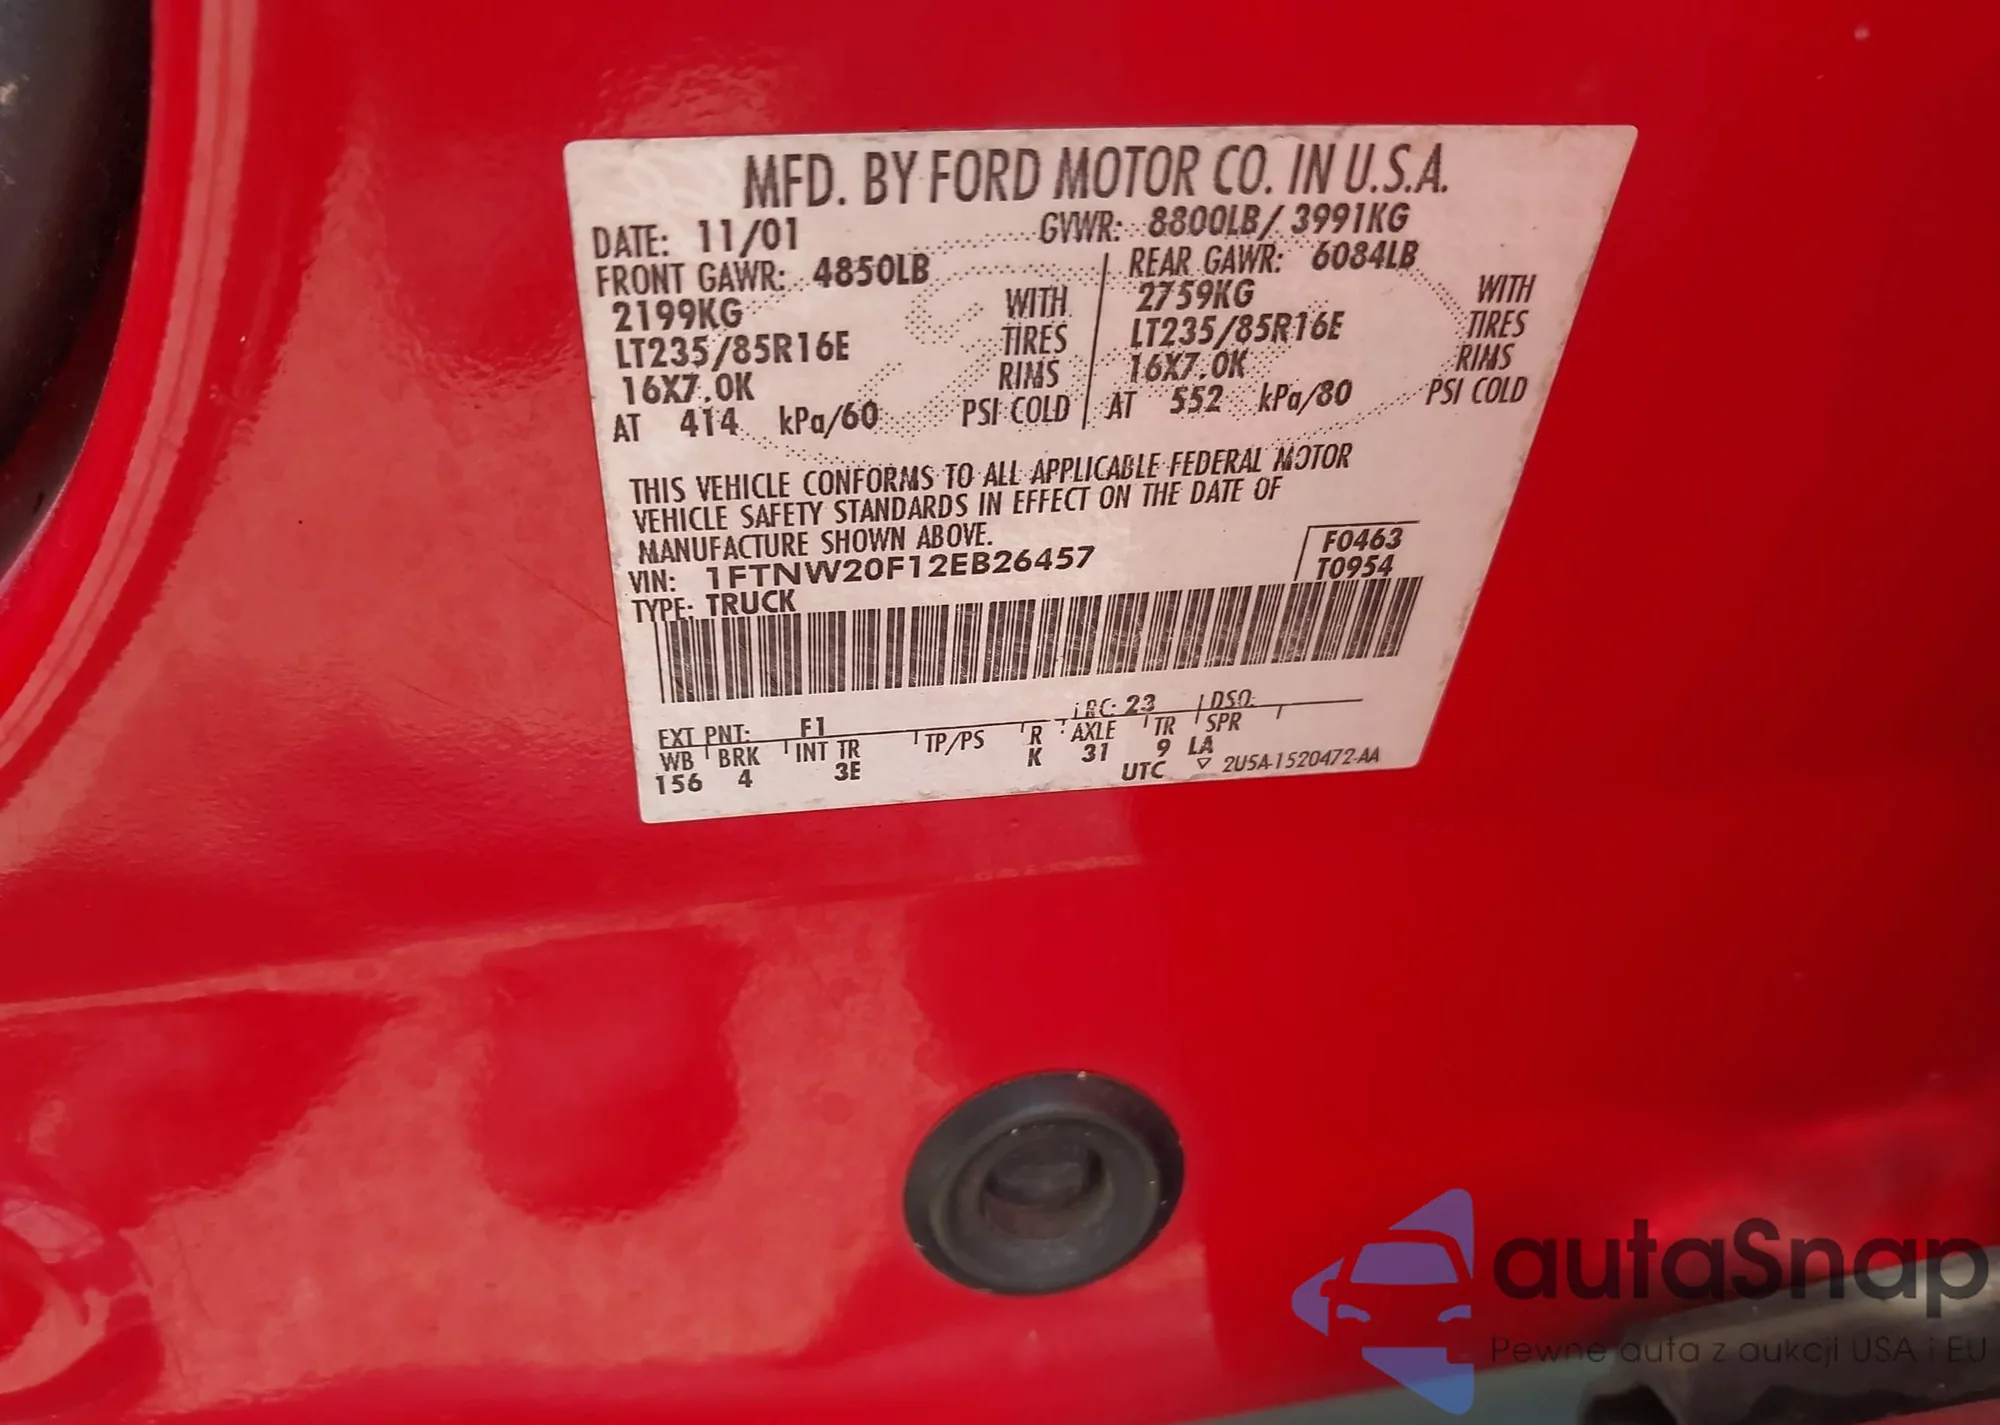 MFD. BY FORD MOTOR CO. IN U.S.A.
DATE: 11/01 GVWR: 8800LB/ 3991KG
FRONT GAWR: 4850LB REAR GAWR: 6084LB
2199KG WITH 2759KG WITH
LT235/85R16E TIRES LT235/85R16E TIRES
16X7.0K RIMS 16X7.0K RIMS
AT 414 kPa/60 PSI COLD AT 552 kPa/80 PSI COLD
THIS VEHICLE CONFORMS TO ALL APPLICABLE FEDERAL MOTOR
VEHICLE SAFETY STANDARDS IN EFFECT ON THE DATE OF
MANUFACTURE SHOWN ABOVE.
VIN: 1FTNW20F12EB26457 F0463
TYPE: TRUCK T0954
EXT PNT: F1 RC: 23 DSO:
WB BRK INT TR TP/PS R AXLE TR SPR
156 4 3E K 31 9 LA
UTC ▽ 2U5A-1520472-AA
autaSnap
Pewne auta z aukcji USA i EU